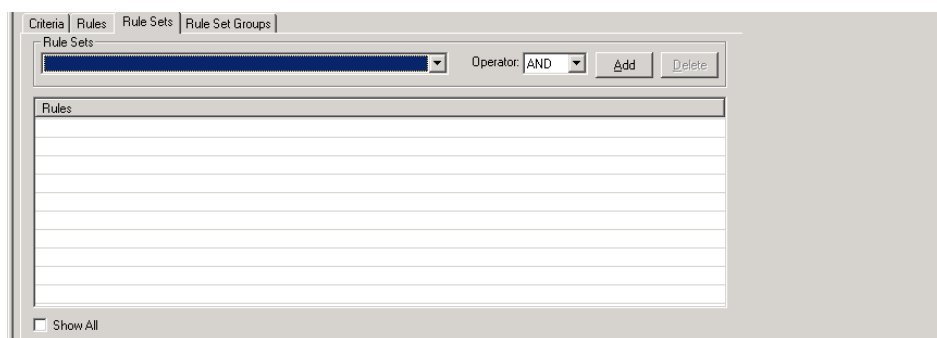 Criteria Rules Rule Sets Rule Set Groups
Rule Sets
Operator: AND Add Delete
Rules
Show All